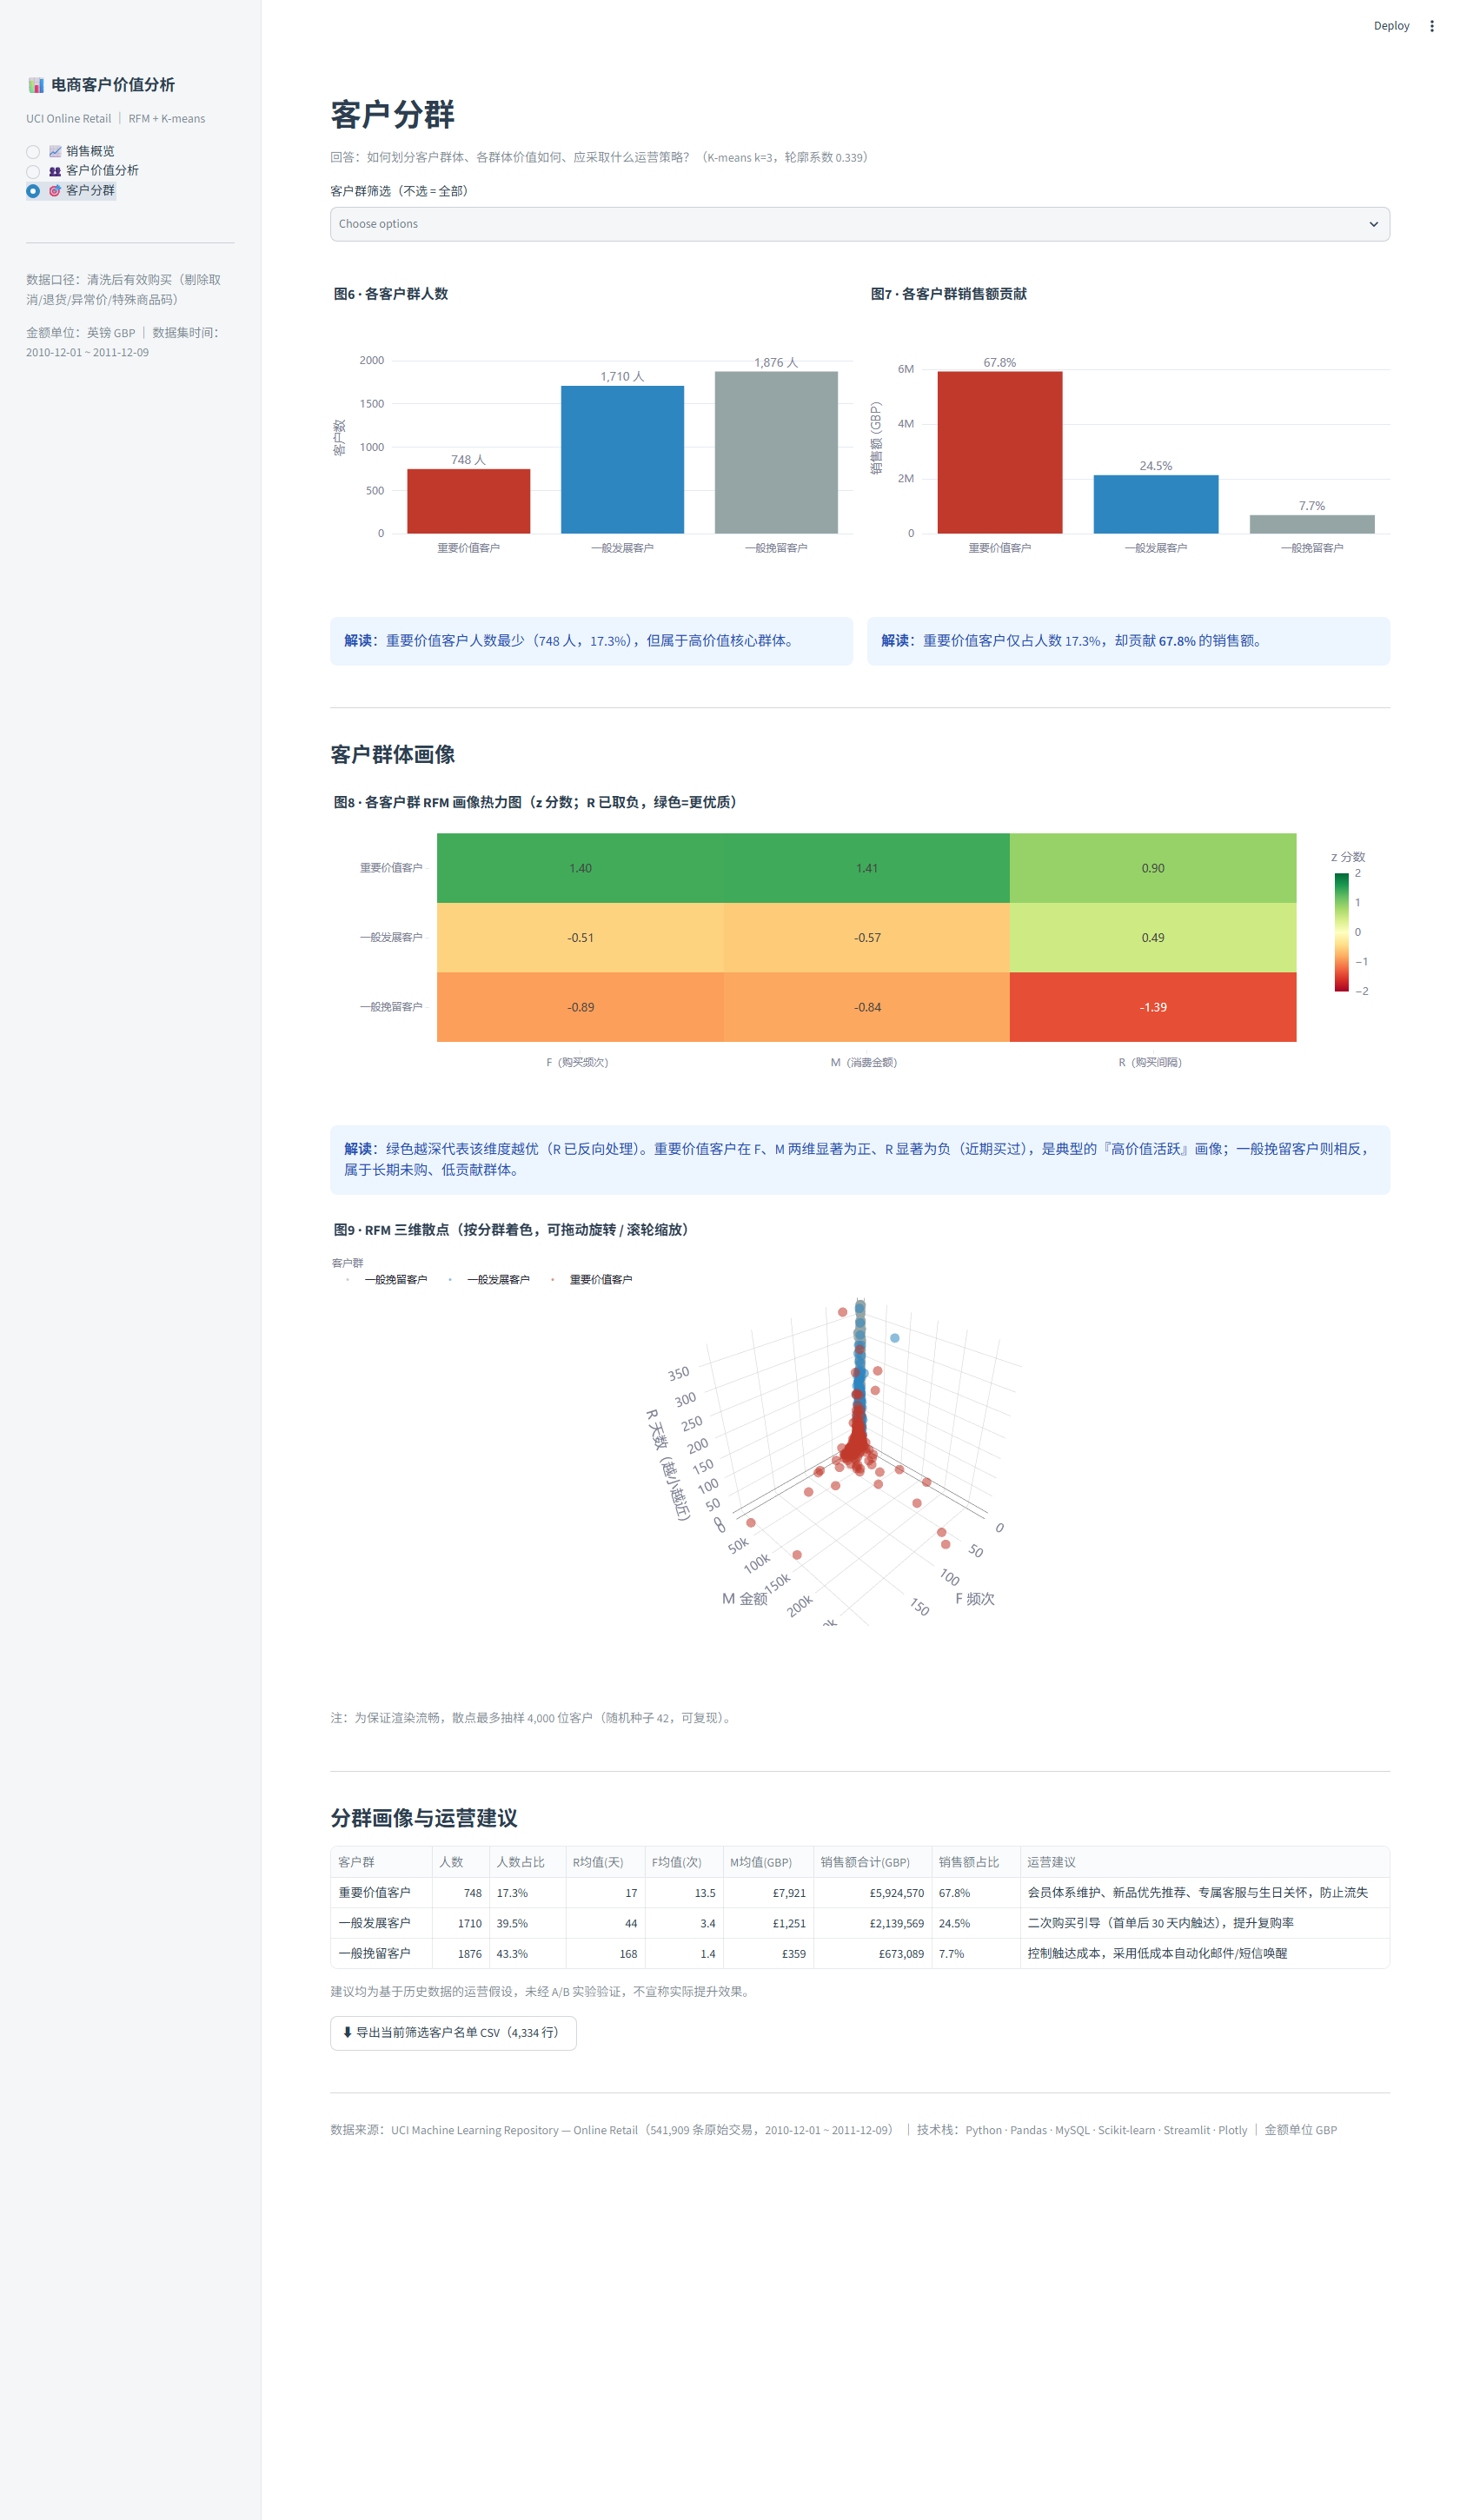 Deploy
📊 电商客户价值分析
UCI Online Retail ｜ RFM + K-means
📈 销售概览
👥 客户价值分析
🎯 客户分群
数据口径：清洗后有效购买（剔除取
消/退货/异常价/特殊商品码）
金额单位：英镑 GBP ｜ 数据集时间：
2010-12-01 ~ 2011-12-09
客户分群
回答：如何划分客户群体、各群体价值如何、应采取什么运营策略？（K-means k=3，轮廓系数 0.339）
客户群筛选（不选 = 全部）
Choose options
图6 · 各客户群人数
客户数
2000
1500
1000
500
0
748 人
1,710 人
1,876 人
重要价值客户
一般发展客户
一般挽留客户
图7 · 各客户群销售额贡献
销售额 (GBP)
6M
4M
2M
0
67.8%
24.5%
7.7%
重要价值客户
一般发展客户
一般挽留客户
解读：重要价值客户人数最少（748 人，17.3%），但属于高价值核心群体。
解读：重要价值客户仅占人数 17.3%，却贡献 67.8% 的销售额。
客户群体画像
图8 · 各客户群 RFM 画像热力图（z 分数；R 已取负，绿色=更优质）
重要价值客户 1.40 1.41 0.90
一般发展客户 -0.51 -0.57 0.49
一般挽留客户 -0.89 -0.84 -1.39
F（购买频次） M（消费金额） R（购买间隔）
z 分数
2
1
0
−1
−2
解读：绿色越深代表该维度越优（R 已反向处理）。重要价值客户在 F、M 两维显著为正、R 显著为负（近期买过），是典型的『高价值活跃』画像；一般挽留客户则相反，
属于长期未购、低贡献群体。
图9 · RFM 三维散点（按分群着色，可拖动旋转 / 滚轮缩放）
客户群
一般挽留客户 一般发展客户 重要价值客户
R 天数（越小越近）
350
300
250
200
150
100
50
0
0
50k
100k
150k
200k
M 金额
0
50
100
150
F 频次
注：为保证渲染流畅，散点最多抽样 4,000 位客户（随机种子 42，可复现）。
分群画像与运营建议
客户群 人数 人数占比 R均值(天) F均值(次) M均值(GBP) 销售额合计(GBP) 销售额占比 运营建议
重要价值客户 748 17.3% 17 13.5 £7,921 £5,924,570 67.8% 会员体系维护、新品优先推荐、专属客服与生日关怀，防止流失
一般发展客户 1710 39.5% 44 3.4 £1,251 £2,139,569 24.5% 二次购买引导（首单后 30 天内触达），提升复购率
一般挽留客户 1876 43.3% 168 1.4 £359 £673,089 7.7% 控制触达成本，采用低成本自动化邮件/短信唤醒
建议均为基于历史数据的运营假设，未经 A/B 实验验证，不宣称实际提升效果。
⬇ 导出当前筛选客户名单 CSV（4,334 行）
数据来源：UCI Machine Learning Repository — Online Retail（541,909 条原始交易，2010-12-01 ~ 2011-12-09） ｜ 技术栈：Python · Pandas · MySQL · Scikit-learn · Streamlit · Plotly ｜ 金额单位 GBP